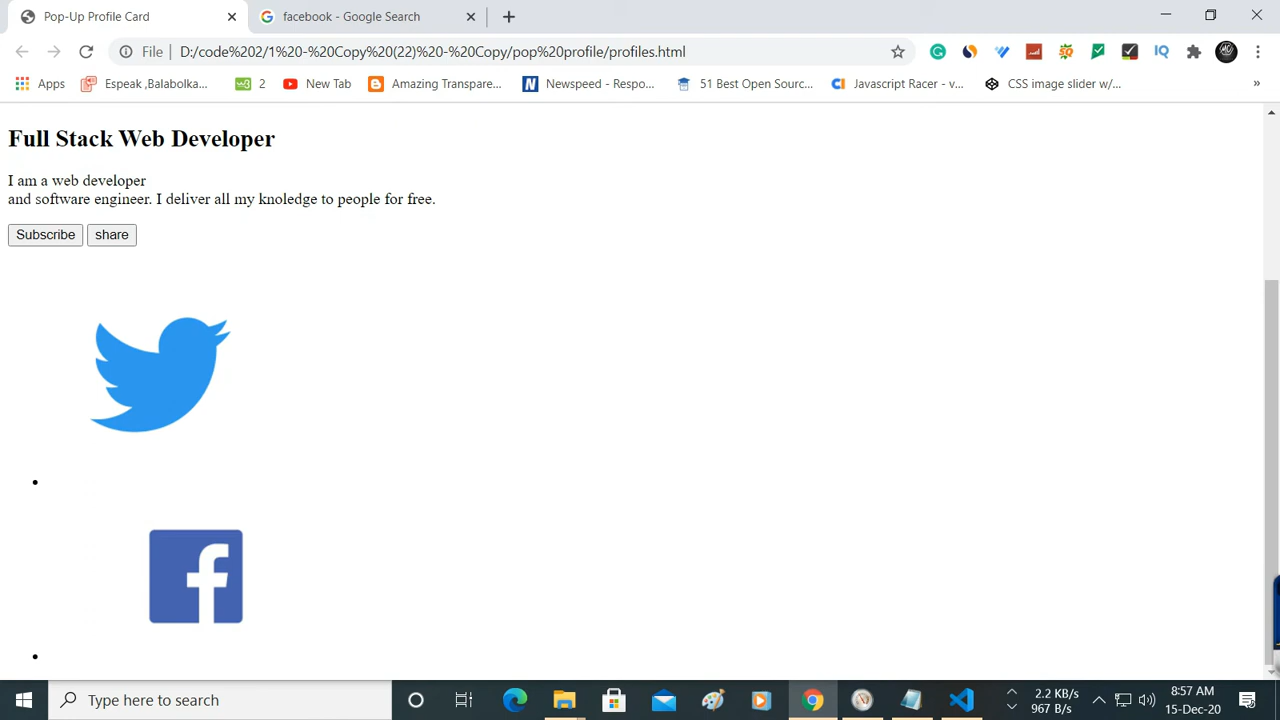 Pop-Up Profile Card
facebook - Google Search
File
D:/code%202/1%20-%20Copy%20(22)%20-%20Copy/pop%20profile/profiles.html
IQ
Apps
Espeak ,Balabolka...
2
New Tab
Amazing Transpare...
Newspeed - Respo...
51 Best Open Sourc...
Javascript Racer - v...
CSS image slider w/...
»
Full Stack Web Developer
I am a web developer
and software engineer. I deliver all my knoledge to people for free.
Subscribe
share
Type here to search
2.2 KB/s
967 B/s
8:57 AM
15-Dec-20